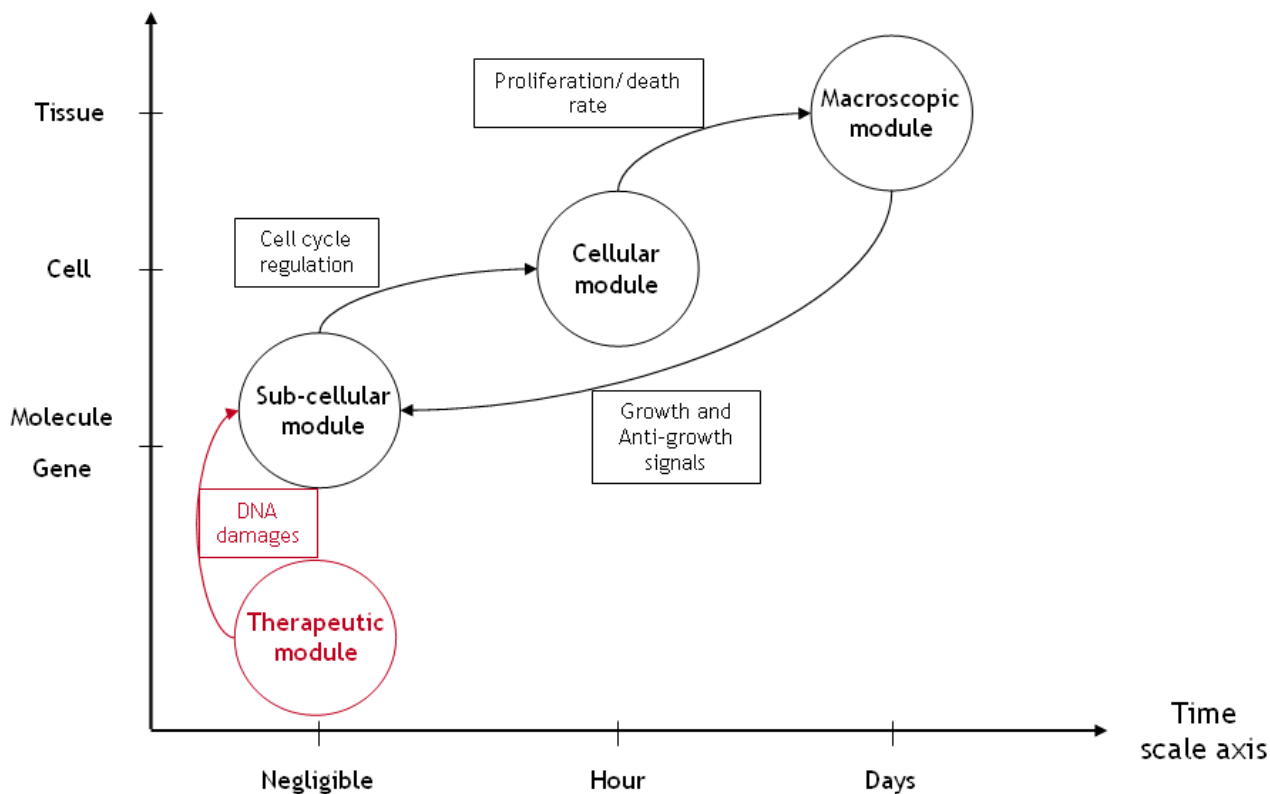 Tissue
Proliferation/death
rate
Macroscopic
module
Cell
Cell cycle
regulation
Cellular
module
Molecule
Gene
Sub-cellular
module
Growth and
Anti-growth
signals
DNA
damages
Therapeutic
module
Negligible
Hour
Days
Time
scale axis